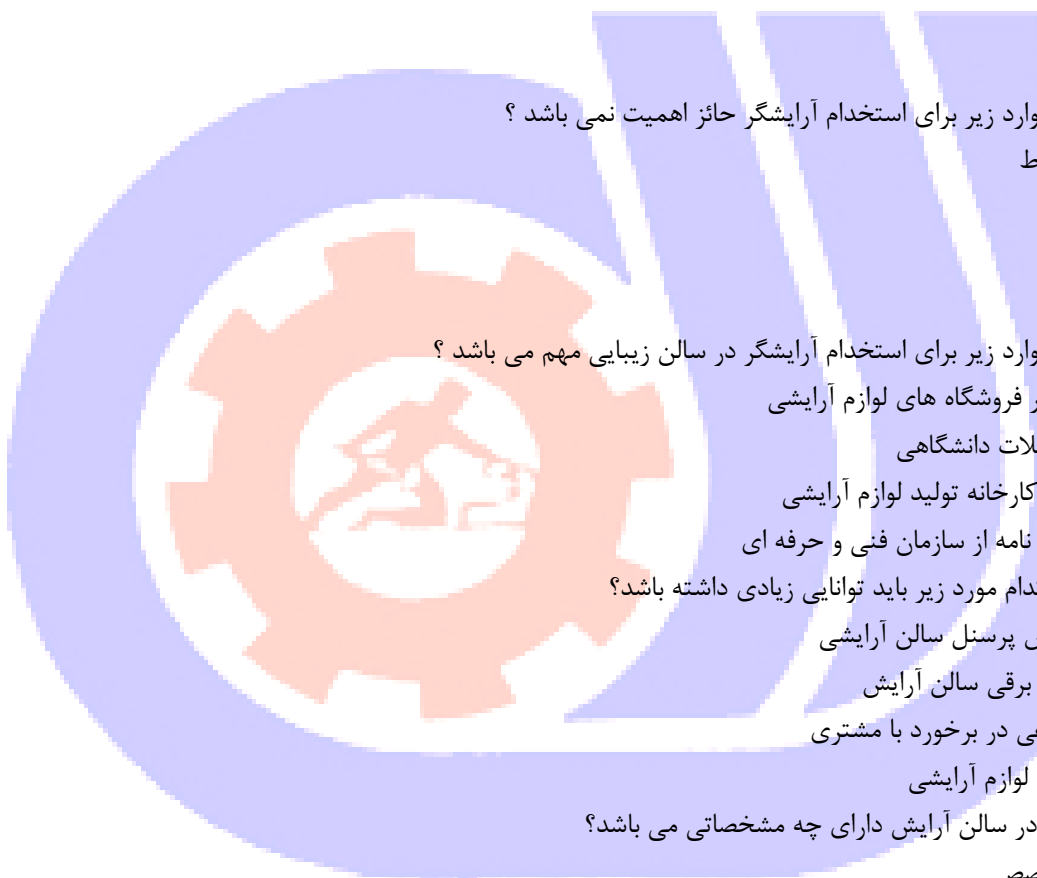 وارد زیر برای استخدام آرایشگر حائز اهمیت نمی باشد ؟
ط
وارد زیر برای استخدام آرایشگر در سالن زیبایی مهم می باشد ؟
ر فروشگاه های لوازم آرایشی
لات دانشگاهی
کارخانه تولید لوازم آرایشی
نامه از سازمان فنی و حرفه ای
دام مورد زیر باید توانایی زیادی داشته باشد؟
پرسنل سالن آرایشی
برقی سالن آرایش
ی در برخورد با مشتری
لوازم آرایشی
در سالن آرایش دارای چه مشخصاتی می باشد؟